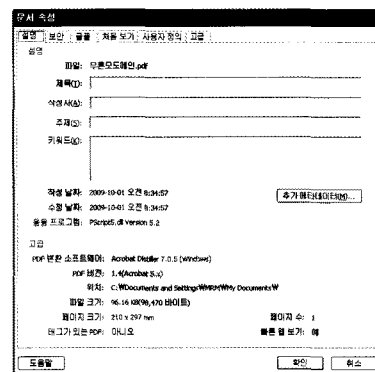 문서 속성
설명 보안 글꼴 처음 보기 사용자 정의 고급
설명
파일: 무른모도메인.pdf
제목(T):
작성자(A):
주제(S):
키워드(K):
작성 날짜: 2009-10-01 오전 8:34:57
추가 메타데이터(M)...
수정 날짜: 2009-10-01 오전 8:34:57
응용 프로그램: PScript5.dll Version 5.2
고급
PDF 변환 소프트웨어: Acrobat Distiller 7.0.5 (Windows)
PDF 버전: 1.4(Acrobat 5.x)
위치: C:\Documents and Settings\MRM\My Documents\
파일 크기: 96.16 KB(98,470 바이트)
페이지 크기: 210 x 297 mm 페이지 수: 1
태그가 있는 PDF: 아니오 빠른 웹 보기: 예
도움말 확인 취소